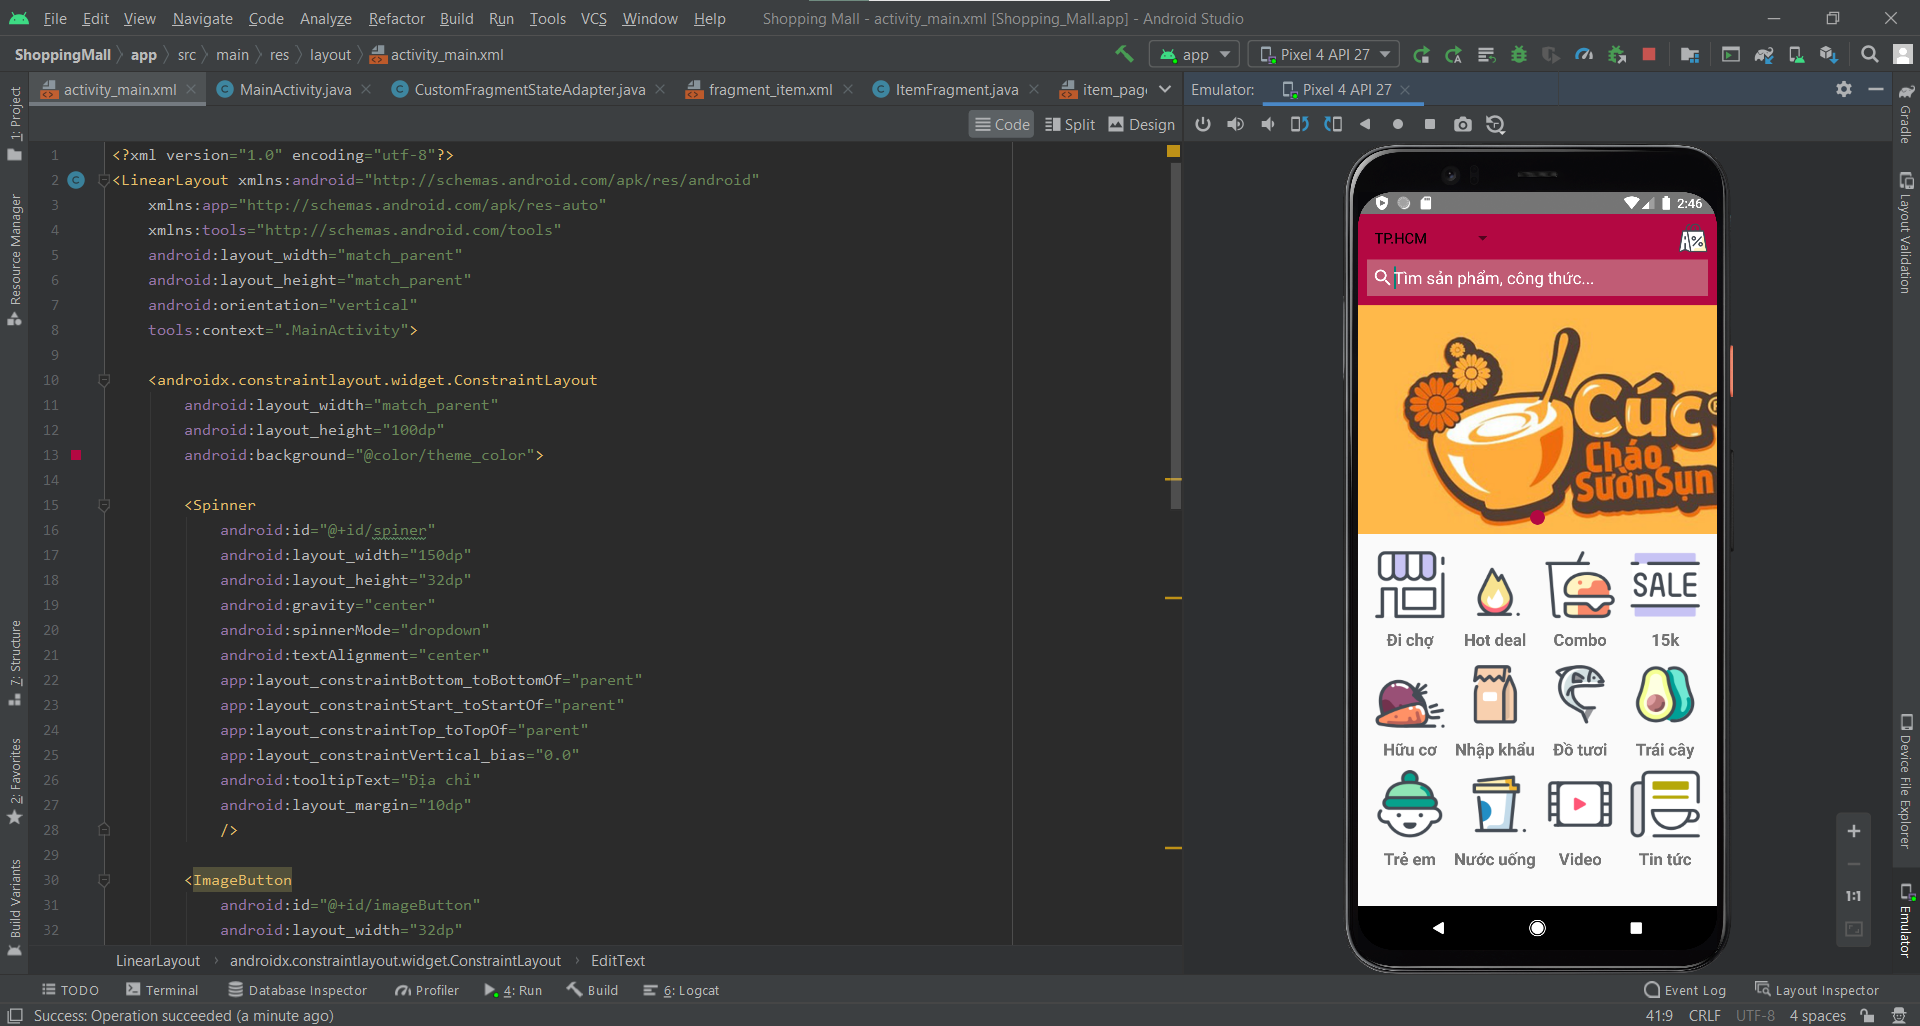 File Edit View Navigate Code Analyze Refactor Build Run Tools VCS Window Help Shopping Mall - activity_main.xml [Shopping_Mall.app] - Android Studio
ShoppingMall app src main res layout activity_main.xml
app Pixel 4 API 27
activity_main.xml MainActivity.java CustomFragmentStateAdapter.java fragment_item.xml ItemFragment.java item_page
Emulator: Pixel 4 API 27
Code Split Design
1 <?xml version="1.0" encoding="utf-8"?>
2 <LinearLayout xmlns:android="http://schemas.android.com/apk/res/android"
3 xmlns:app="http://schemas.android.com/apk/res-auto"
4 xmlns:tools="http://schemas.android.com/tools"
5 android:layout_width="match_parent"
6 android:layout_height="match_parent"
7 android:orientation="vertical"
8 tools:context=".MainActivity">
9
10 <androidx.constraintlayout.widget.ConstraintLayout
11 android:layout_width="match_parent"
12 android:layout_height="100dp"
13 android:background="@color/theme_color">
14
15 <Spinner
16 android:id="@+id/spiner"
17 android:layout_width="150dp"
18 android:layout_height="32dp"
19 android:gravity="center"
20 android:spinnerMode="dropdown"
21 android:textAlignment="center"
22 app:layout_constraintBottom_toBottomOf="parent"
23 app:layout_constraintStart_toStartOf="parent"
24 app:layout_constraintTop_toTopOf="parent"
25 app:layout_constraintVertical_bias="0.0"
26 android:tooltipText="Địa chỉ"
27 android:layout_margin="10dp"
28 />
29
30 <ImageButton
31 android:id="@+id/imageButton"
32 android:layout_width="32dp"
LinearLayout androidx.constraintlayout.widget.ConstraintLayout EditText
1: Project
Resource Manager
7: Structure
2: Favorites
Build Variants
2:46
TP.HCM
%
Tìm sản phẩm, công thức...
Cúc®
Cháo
SườnSụn
SALE
Đi chợ Hot deal Combo 15k
Hữu cơ Nhập khẩu Đồ tươi Trái cây
Trẻ em Nước uống Video Tin tức
1:1
Gradle
Layout Validation
Device File Explorer
Emulator
TODO Terminal Database Inspector Profiler 4: Run Build 6: Logcat Event Log Layout Inspector
Success: Operation succeeded (a minute ago) 41:9 CRLF UTF-8 4 spaces